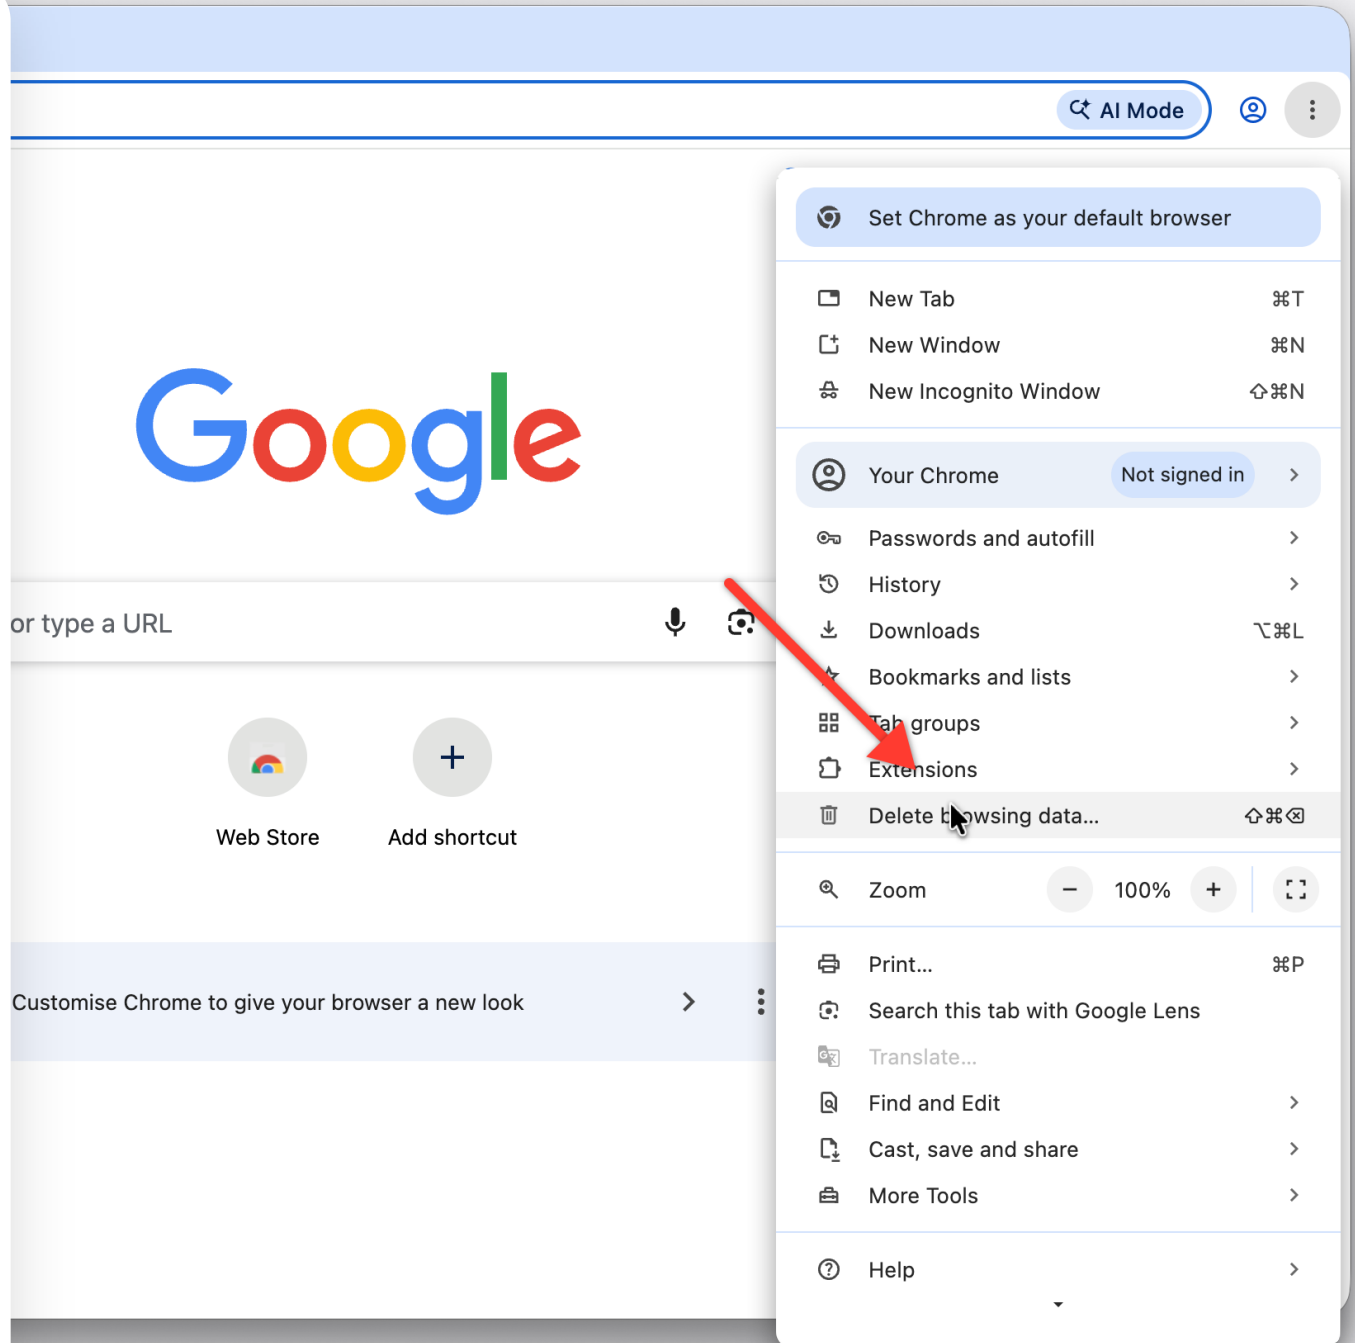 AI Mode
Set Chrome as your default browser
New Tab ⌘T
New Window ⌘N
New Incognito Window ⇧⌘N
Google
Your Chrome Not signed in
Passwords and autofill
History
or type a URL
Downloads ⌥⌘L
Bookmarks and lists
Tab groups
Extensions
Delete browsing data... ⇧⌘⌫
Web Store Add shortcut
Zoom − 100% +
Print... ⌘P
Customise Chrome to give your browser a new look
Search this tab with Google Lens
Translate...
Find and Edit
Cast, save and share
More Tools
Help